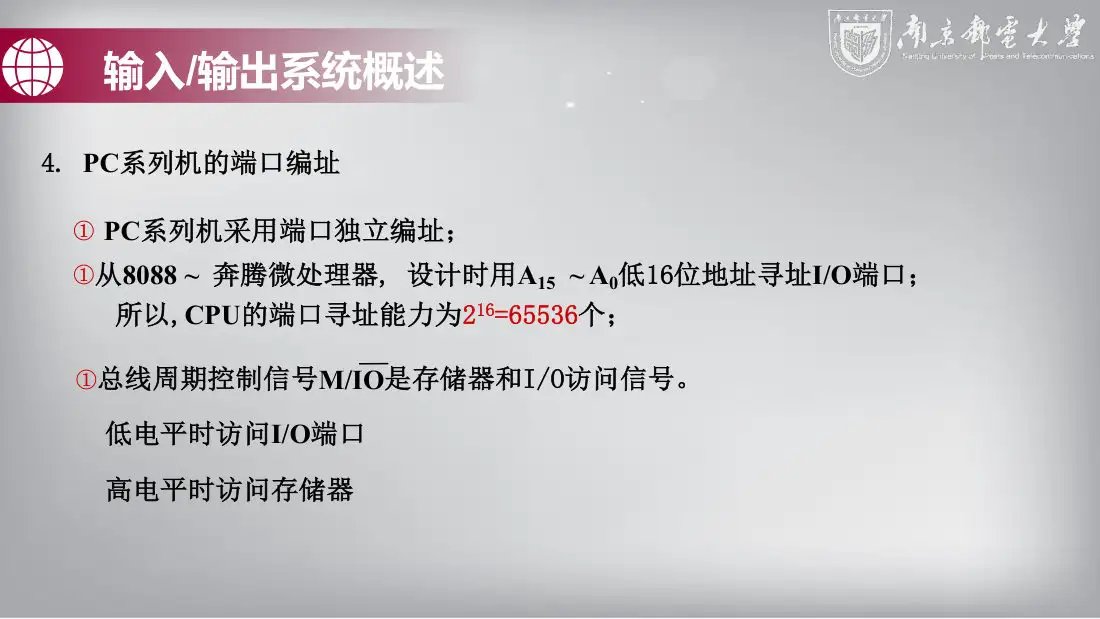 输入/输出系统概述
南京邮电大学
Nanjing University of Posts and Telecommunications
4. PC系列机的端口编址
① PC系列机采用端口独立编址；
①从8088 ~ 奔腾微处理器, 设计时用A₁₅ ~ A₀低16位地址寻址I/O端口；
所以, CPU的端口寻址能力为2¹⁶=65536个；
①总线周期控制信号M/I̅O̅是存储器和I/O访问信号。
低电平时访问I/O端口
高电平时访问存储器